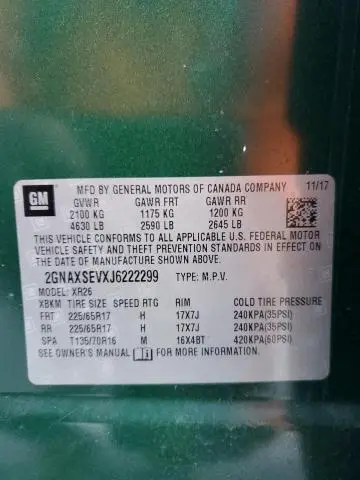 GM
MFD BY GENERAL MOTORS OF CANADA COMPANY 11/17
GVWR GAWR FRT GAWR RR
2100 KG 1175 KG 1200 KG
4630 LB 2590 LB 2645 LB
THIS VEHICLE CONFORMS TO ALL APPLICABLE U.S. FEDERAL MOTOR
VEHICLE SAFETY AND THEFT PREVENTION STANDARDS IN EFFECT ON
THE DATE OF MANUFACTURE SHOWN ABOVE.
2GNAXSEVXJ6222299 TYPE: M.P.V.
MODEL: XR26
XBKM TIRE SIZE SPEED RTG RIM COLD TIRE PRESSURE
FRT 225/65R17 H 17X7J 240KPA(35PSI)
RR 225/65R17 H 17X7J 240KPA(35PSI)
SPA T135/70R16 M 16X4BT 420KPA(60PSI)
SEE OWNER'S MANUAL FOR MORE INFORMATION